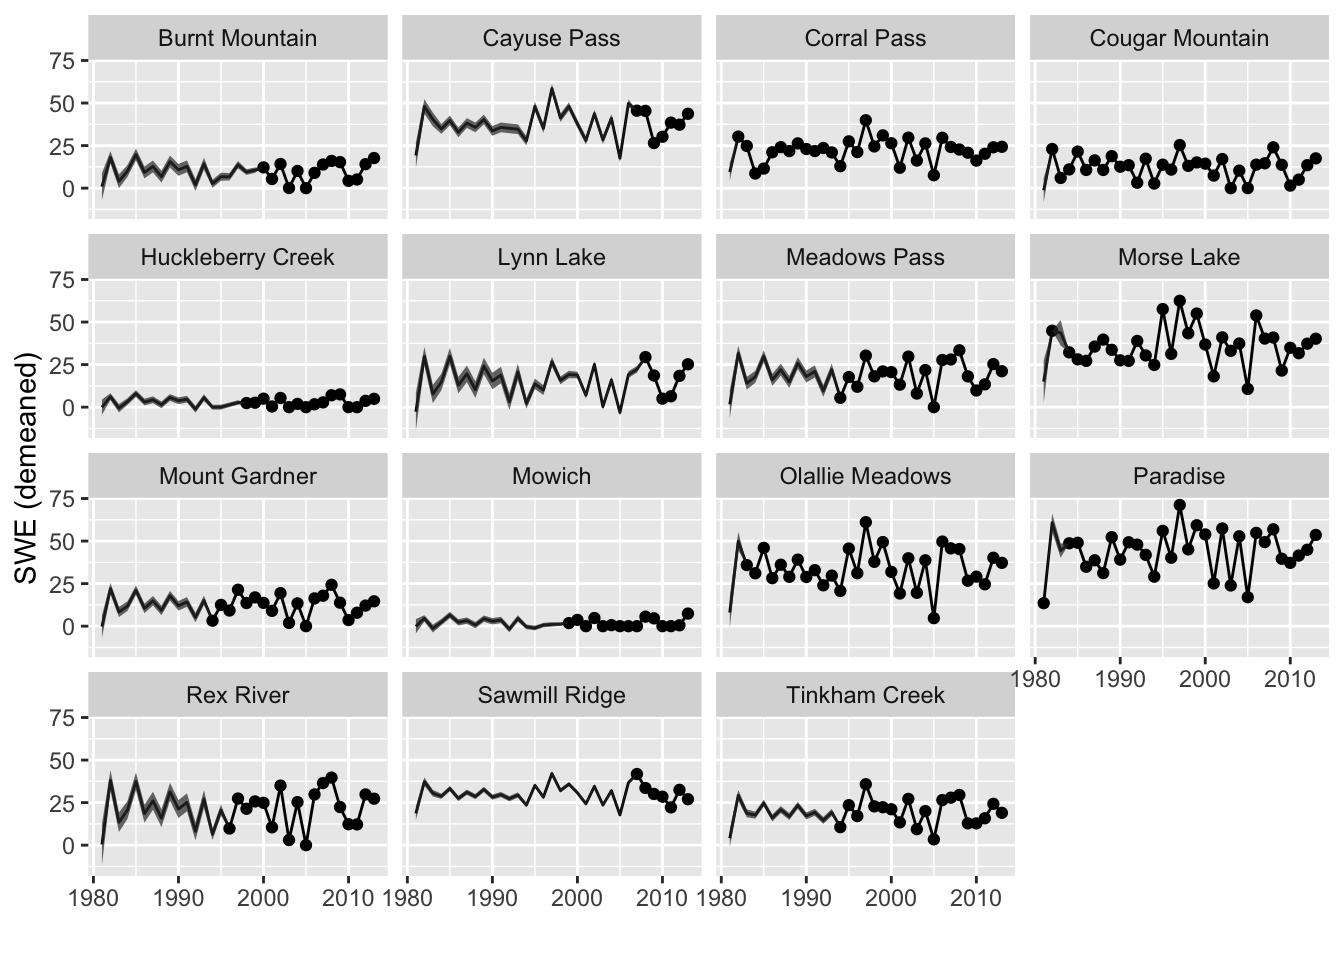 Burnt Mountain Cayuse Pass Corral Pass Cougar Mountain
75
50
25
0
Huckleberry Creek Lynn Lake Meadows Pass Morse Lake
75
50
25
0
SWE (demeaned)
Mount Gardner Mowich Olallie Meadows Paradise
75
50
25
0
1980 1990 2000 2010
Rex River Sawmill Ridge Tinkham Creek
75
50
25
0
1980 1990 2000 2010 1980 1990 2000 2010 1980 1990 2000 2010